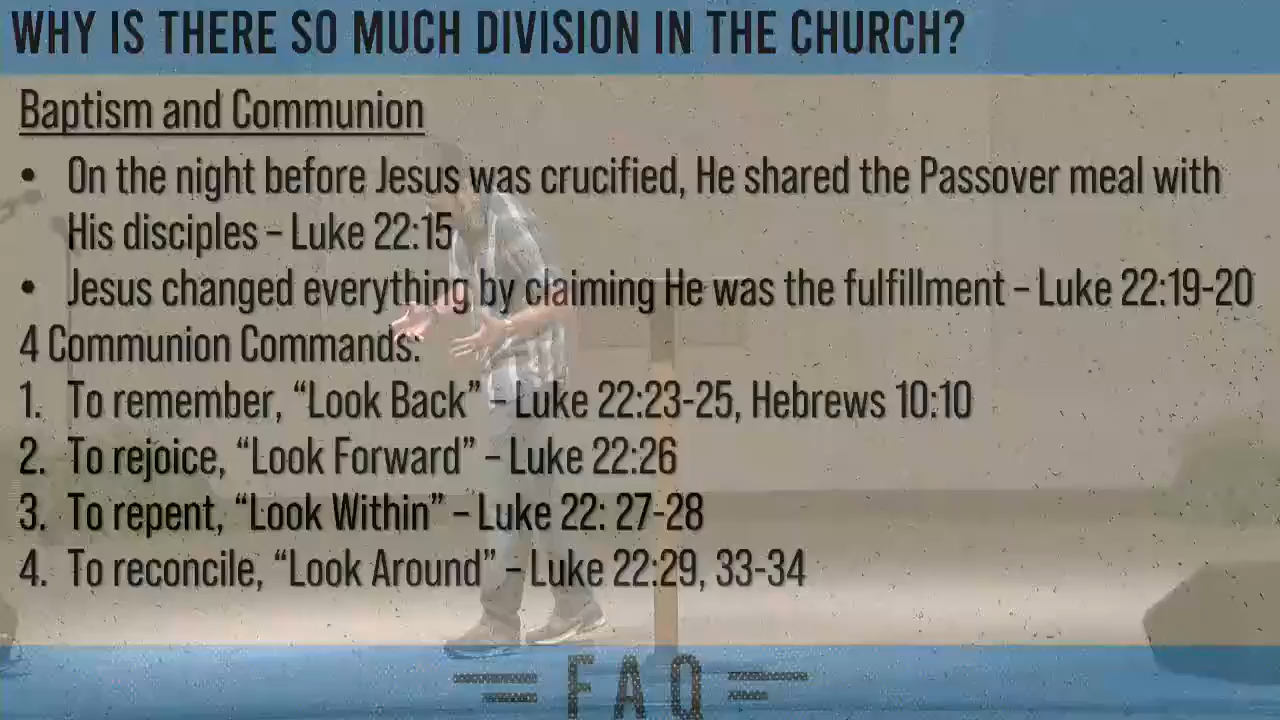 WHY IS THERE SO MUCH DIVISION IN THE CHURCH?
Baptism and Communion
• On the night before Jesus was crucified, He shared the Passover meal with
His disciples – Luke 22:15
• Jesus changed everything by claiming He was the fulfillment – Luke 22:19-20
4 Communion Commands:
1. To remember, “Look Back” – Luke 22:23-25, Hebrews 10:10
2. To rejoice, “Look Forward” – Luke 22:26
3. To repent, “Look Within” – Luke 22: 27-28
4. To reconcile, “Look Around” – Luke 22:29, 33-34
FAQ